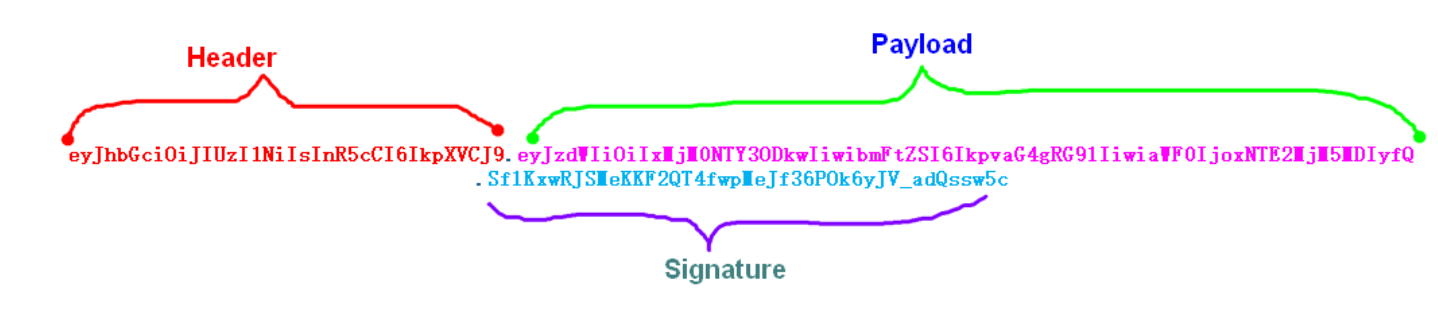 Header
Payload
eyJhbGciOiJIUzI1NiIsInR5cCI6IkpXVCJ9.eyJzdWIiOiIxMjM0NTY3ODkwIiwibmFtZSI6IkpvaG4gRG9lIiwiaWF0IjoxNTE2MjM5MDIyfQ
.SflKxwRJSMeKKF2QT4fwpMeJf36POk6yJV_adQssw5c
Signature